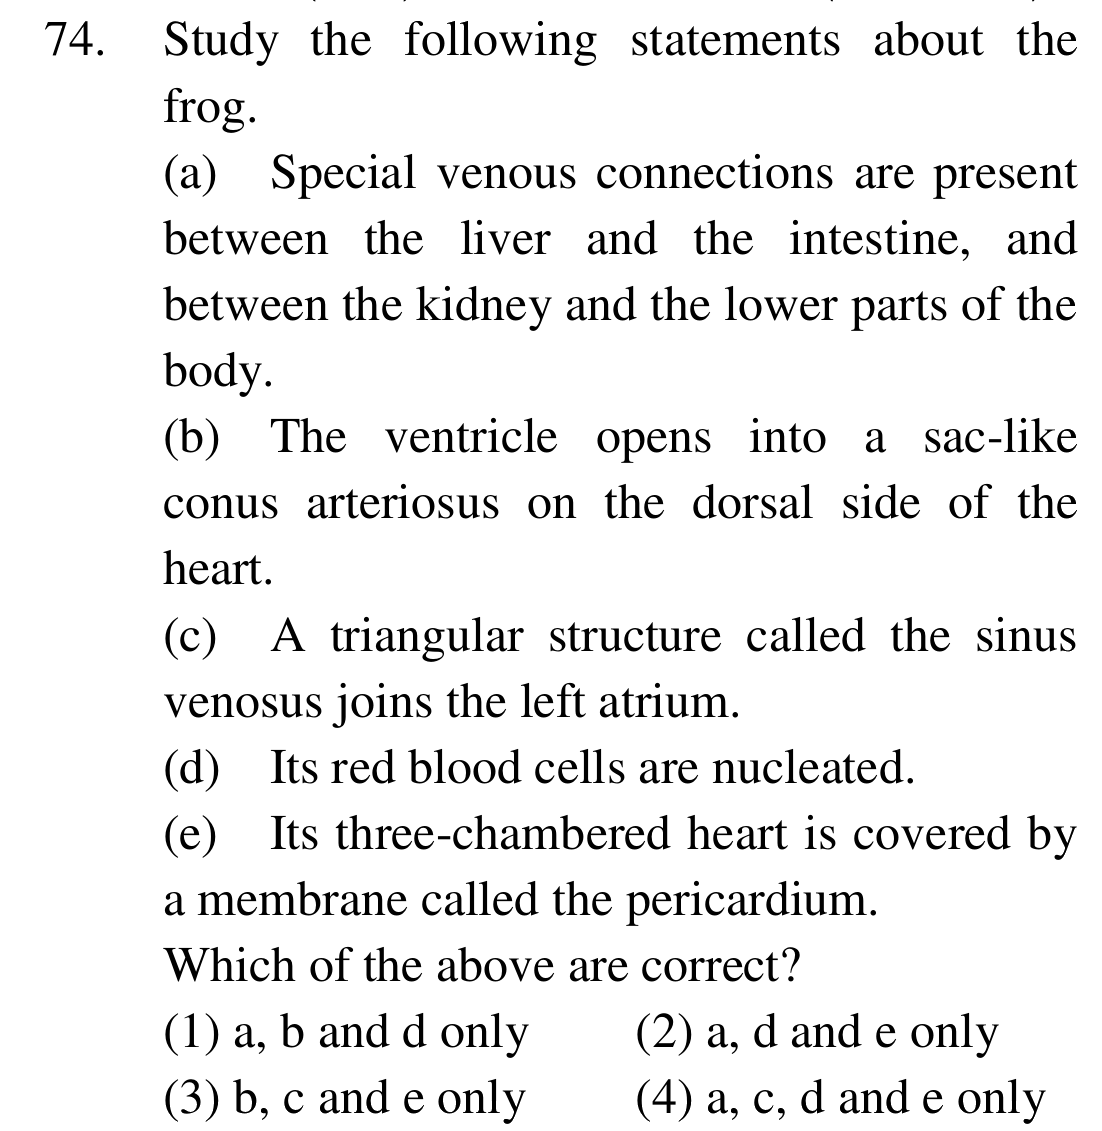 74. Study the following statements about the
frog.
(a) Special venous connections are present
between the liver and the intestine, and
between the kidney and the lower parts of the
body.
(b) The ventricle opens into a sac-like
conus arteriosus on the dorsal side of the
heart.
(c) A triangular structure called the sinus
venosus joins the left atrium.
(d) Its red blood cells are nucleated.
(e) Its three-chambered heart is covered by
a membrane called the pericardium.
Which of the above are correct?
(1) a, b and d only (2) a, d and e only
(3) b, c and e only (4) a, c, d and e only